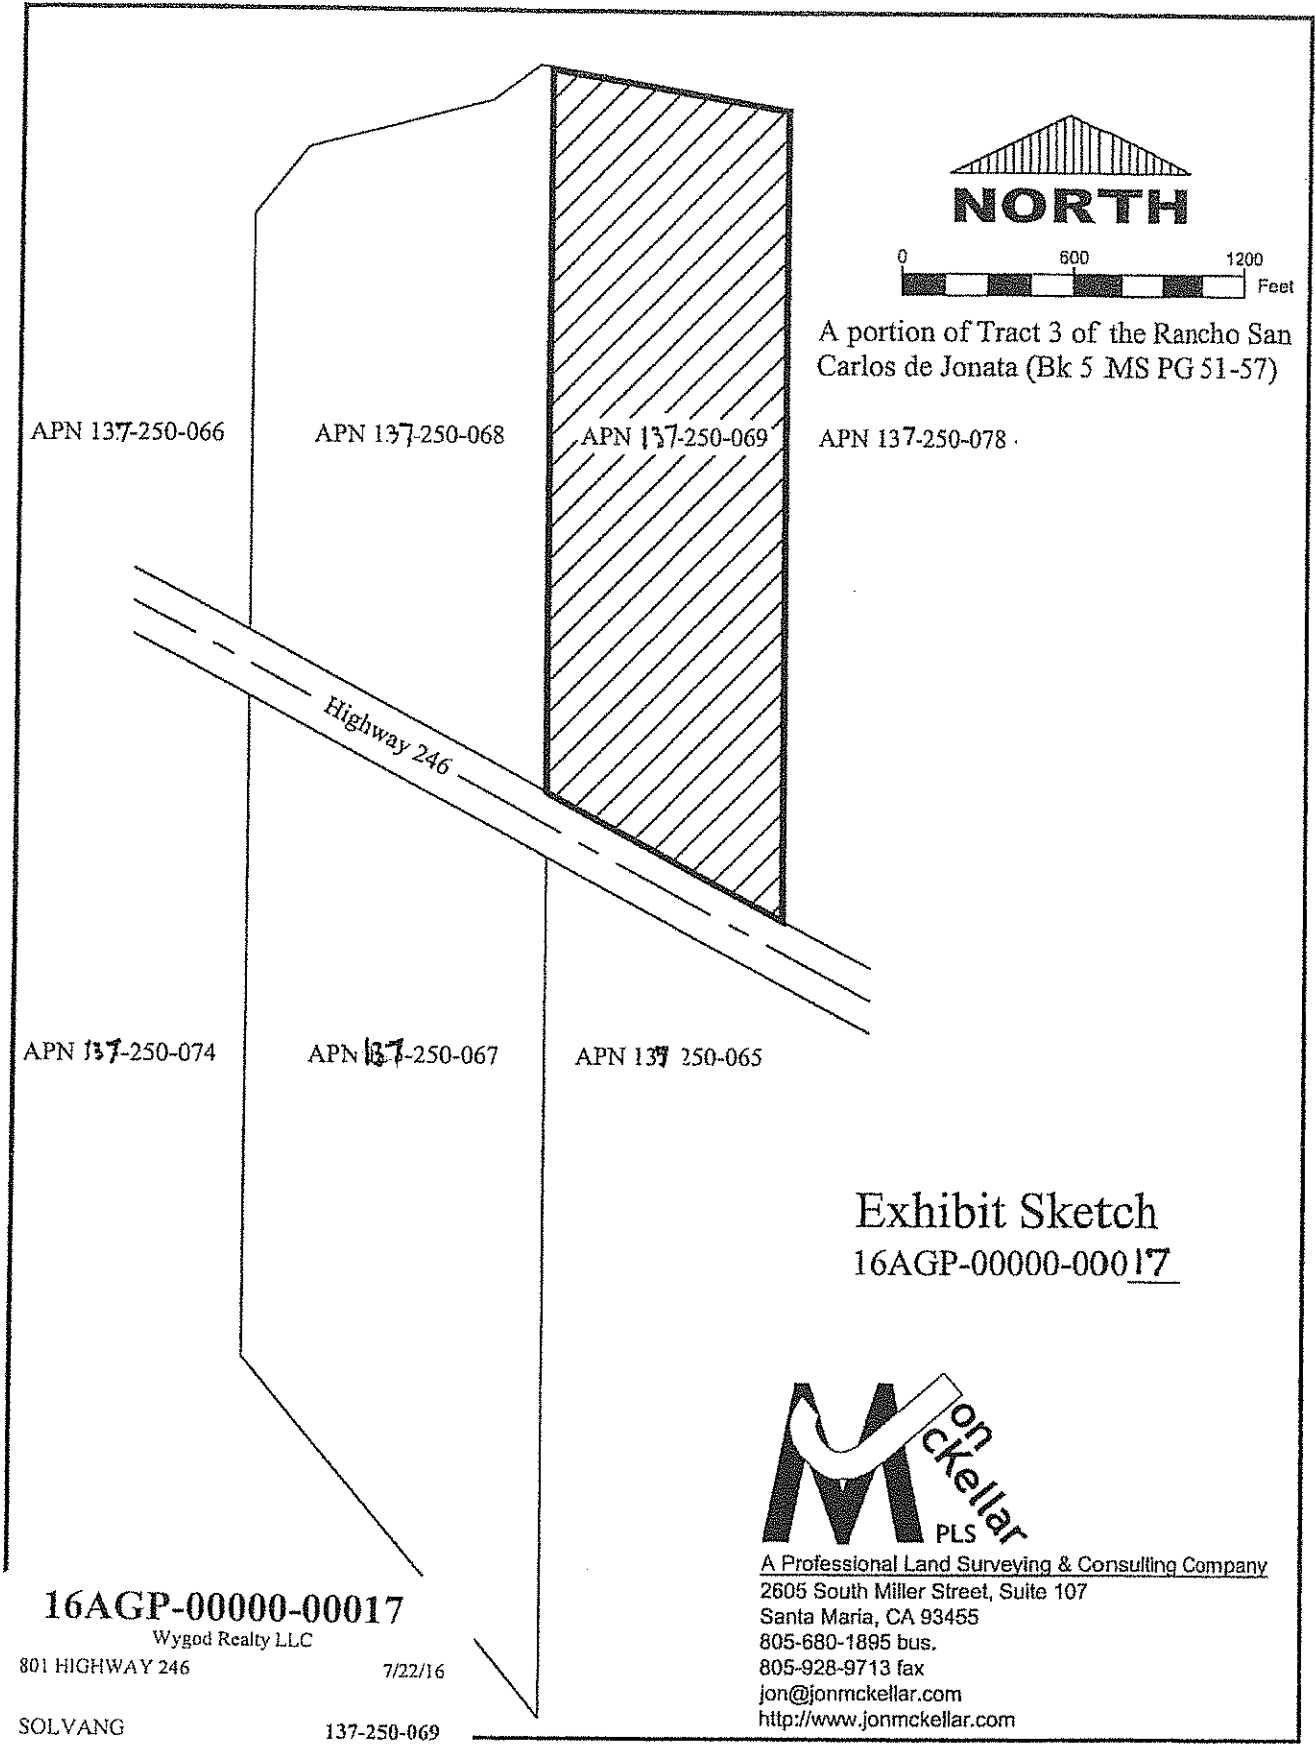 NORTH
0 600 1200
Feet
A portion of Tract 3 of the Rancho San
Carlos de Jonata (Bk 5 MS PG 51-57)
APN 137-250-066
APN 137-250-068
APN 137-250-069
APN 137-250-078
Highway 246
APN 137-250-074
APN 137-250-067
APN 137 250-065
Exhibit Sketch
16AGP-00000-00017
M
on
cKellar
PLS
A Professional Land Surveying & Consulting Company
2605 South Miller Street, Suite 107
Santa Maria, CA 93455
805-680-1895 bus.
805-928-9713 fax
jon@jonmckellar.com
http://www.jonmckellar.com
16AGP-00000-00017
Wygod Realty LLC
801 HIGHWAY 246 7/22/16
SOLVANG 137-250-069